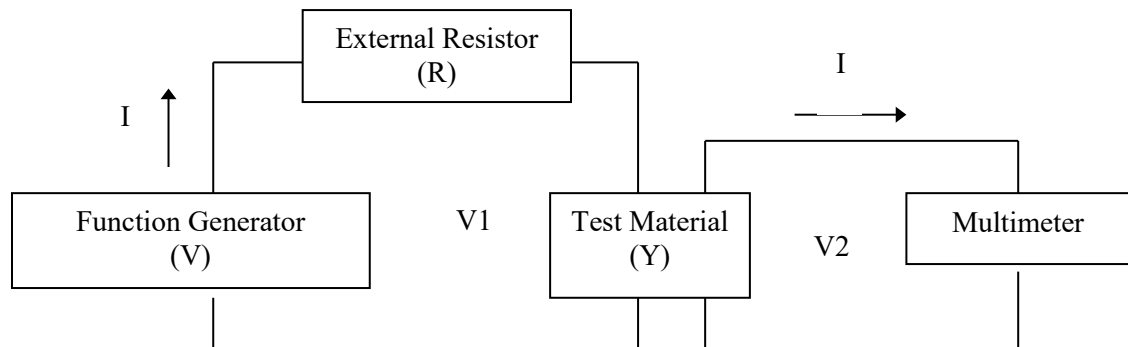 External Resistor
(R)
I
I
Function Generator
(V)
V1
Test Material
(Y)
V2
Multimeter